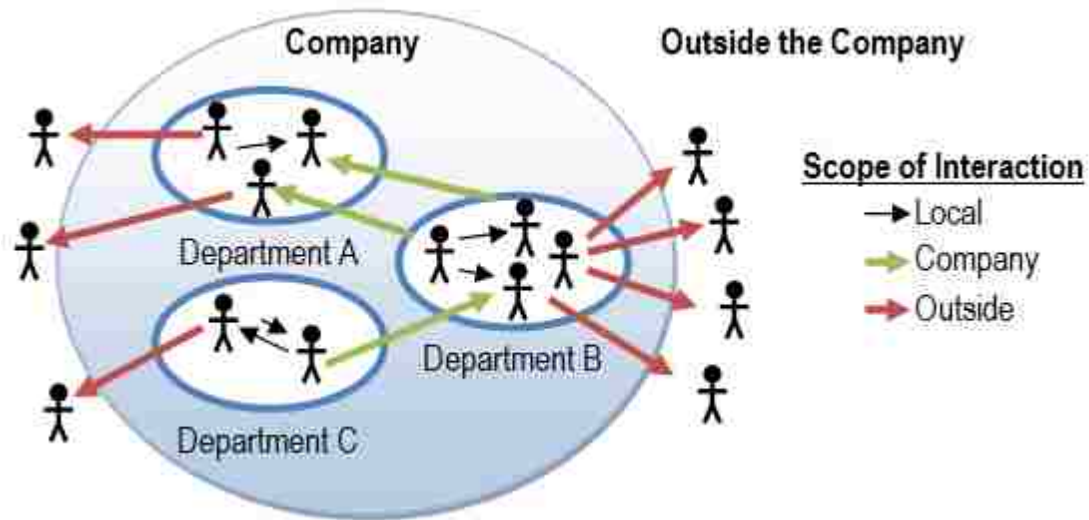 Company
Outside the Company
Scope of Interaction
Local
Company
Outside
Department A
Department B
Department C